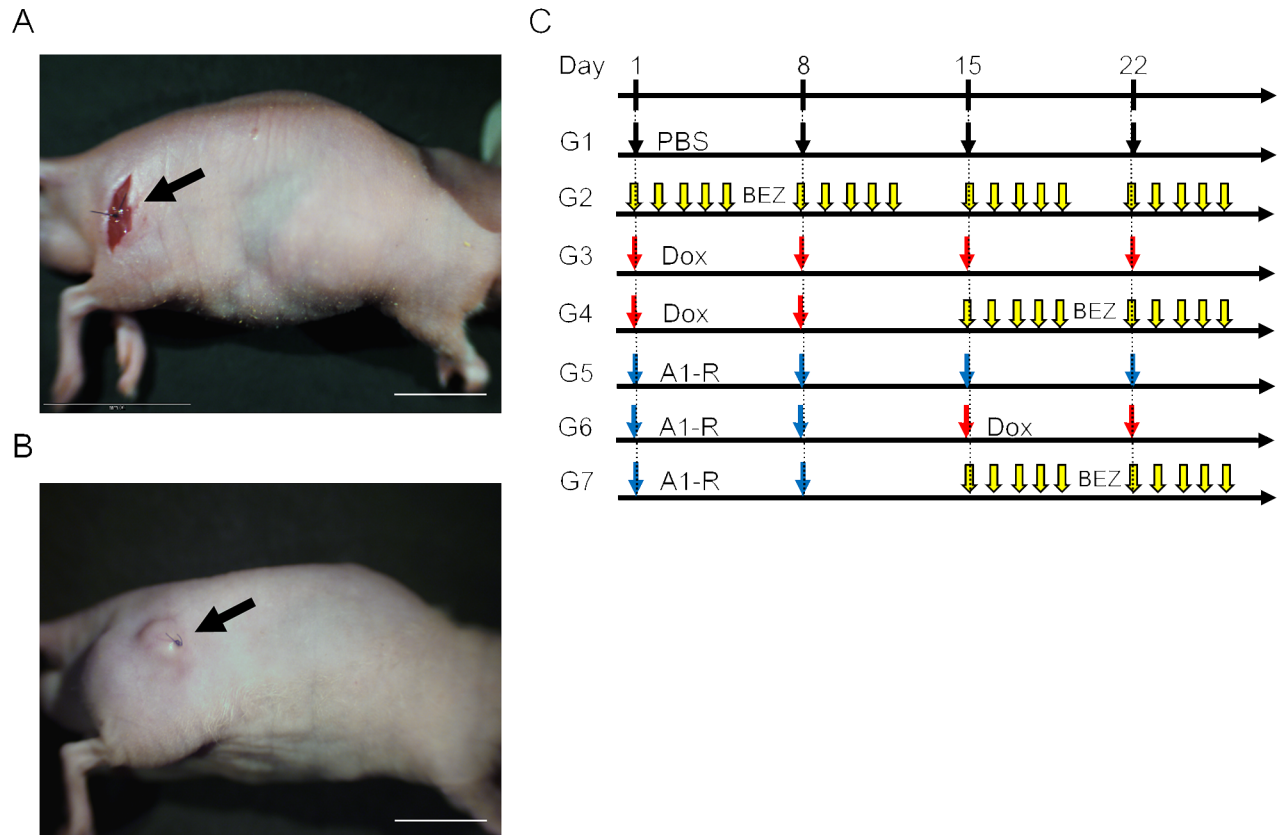 A
C
Day 1 8 15 22
G1 PBS
G2 BEZ
G3 Dox
G4 Dox BEZ
G5 A1-R
G6 A1-R Dox
G7 A1-R BEZ
B